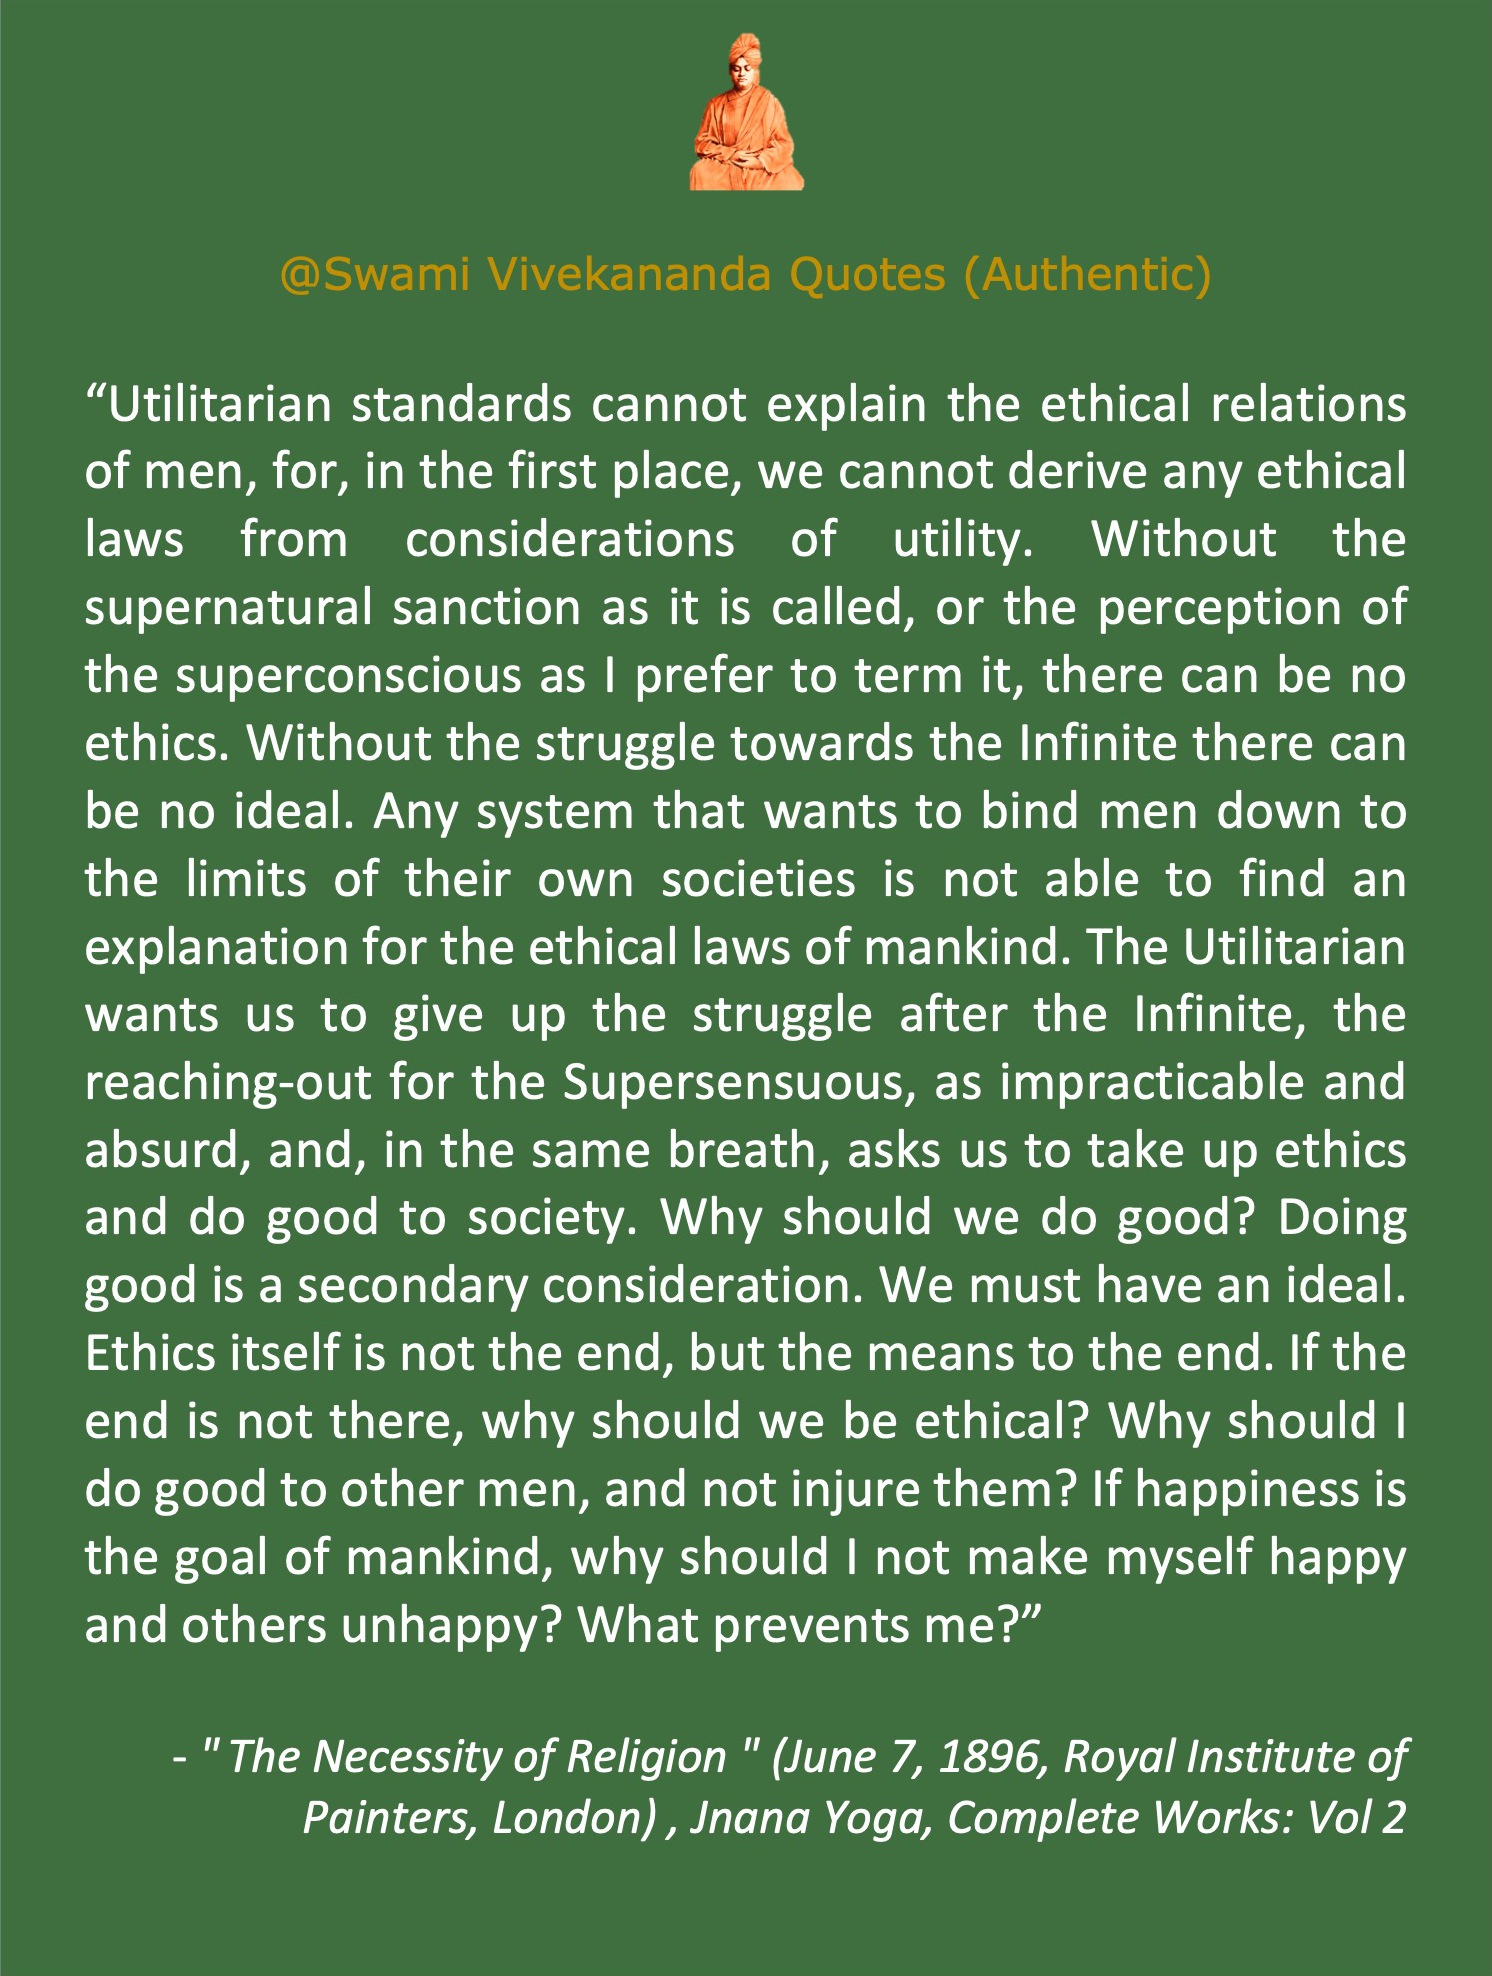 @Swami Vivekananda Quotes (Authentic)
“Utilitarian standards cannot explain the ethical relations
of men, for, in the first place, we cannot derive any ethical
laws from considerations of utility. Without the
supernatural sanction as it is called, or the perception of
the superconscious as I prefer to term it, there can be no
ethics. Without the struggle towards the Infinite there can
be no ideal. Any system that wants to bind men down to
the limits of their own societies is not able to find an
explanation for the ethical laws of mankind. The Utilitarian
wants us to give up the struggle after the Infinite, the
reaching-out for the Supersensuous, as impracticable and
absurd, and, in the same breath, asks us to take up ethics
and do good to society. Why should we do good? Doing
good is a secondary consideration. We must have an ideal.
Ethics itself is not the end, but the means to the end. If the
end is not there, why should we be ethical? Why should I
do good to other men, and not injure them? If happiness is
the goal of mankind, why should I not make myself happy
and others unhappy? What prevents me?”
- " The Necessity of Religion " (June 7, 1896, Royal Institute of
Painters, London) , Jnana Yoga, Complete Works: Vol 2